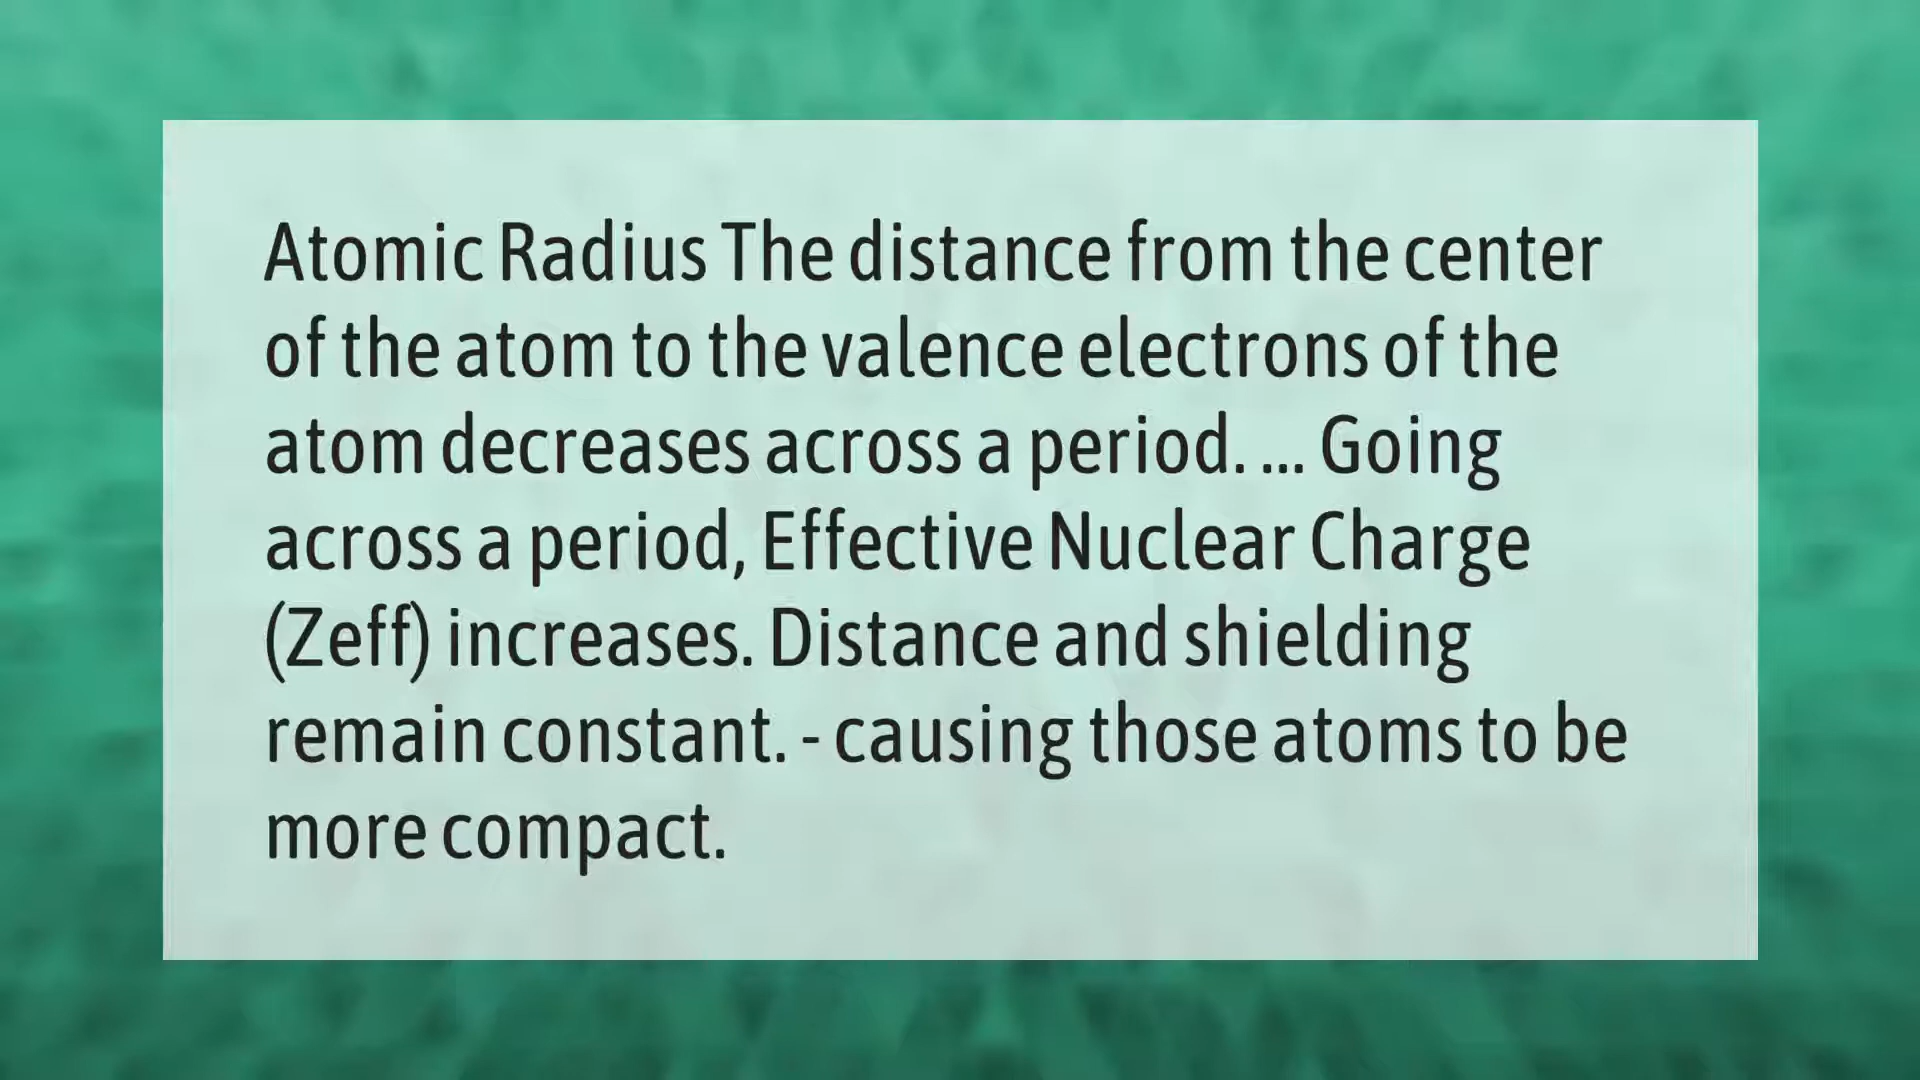 Atomic Radius The distance from the center
of the atom to the valence electrons of the
atom decreases across a period. ... Going
across a period, Effective Nuclear Charge
(Zeff) increases. Distance and shielding
remain constant. - causing those atoms to be
more compact.